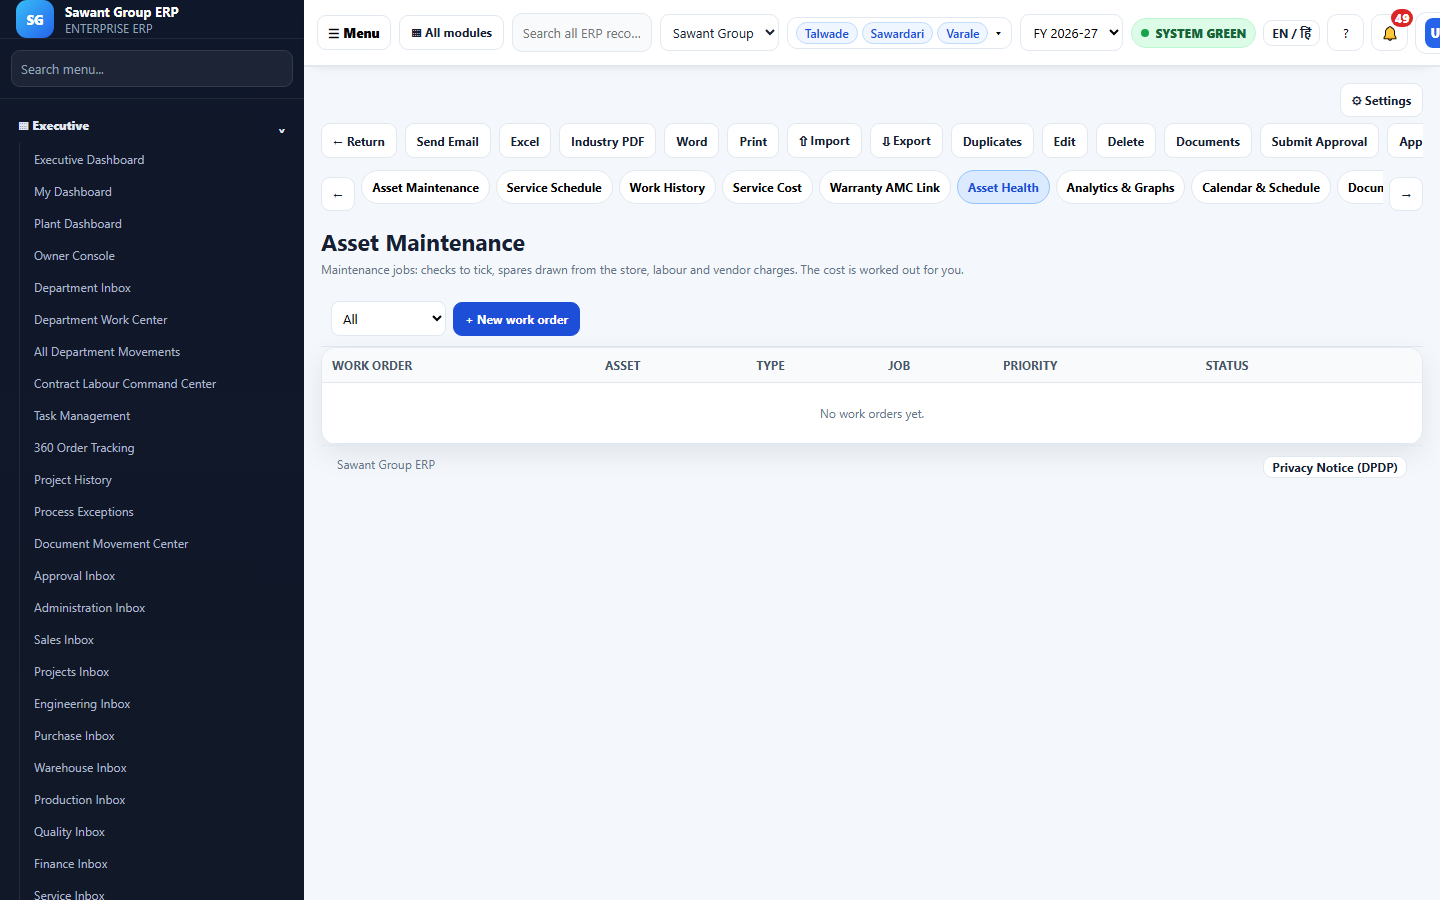 SG
Sawant Group ERP
ENTERPRISE ERP
Search menu...
Executive
Executive Dashboard
My Dashboard
Plant Dashboard
Owner Console
Department Inbox
Department Work Center
All Department Movements
Contract Labour Command Center
Task Management
360 Order Tracking
Project History
Process Exceptions
Document Movement Center
Approval Inbox
Administration Inbox
Sales Inbox
Projects Inbox
Engineering Inbox
Purchase Inbox
Warehouse Inbox
Production Inbox
Quality Inbox
Finance Inbox
Service Inbox
☰ Menu
All modules
Search all ERP reco...
Sawant Group
Talwade
Sawardari
Varale
FY 2026-27
SYSTEM GREEN
EN / हिं
?
49
U
⚙ Settings
← Return
Send Email
Excel
Industry PDF
Word
Print
⇧ Import
⇩ Export
Duplicates
Edit
Delete
Documents
Submit Approval
App
←
Asset Maintenance
Service Schedule
Work History
Service Cost
Warranty AMC Link
Asset Health
Analytics & Graphs
Calendar & Schedule
Docun
→
Asset Maintenance
Maintenance jobs: checks to tick, spares drawn from the store, labour and vendor charges. The cost is worked out for you.
All
+ New work order
WORK ORDER
ASSET
TYPE
JOB
PRIORITY
STATUS
No work orders yet.
Sawant Group ERP
Privacy Notice (DPDP)